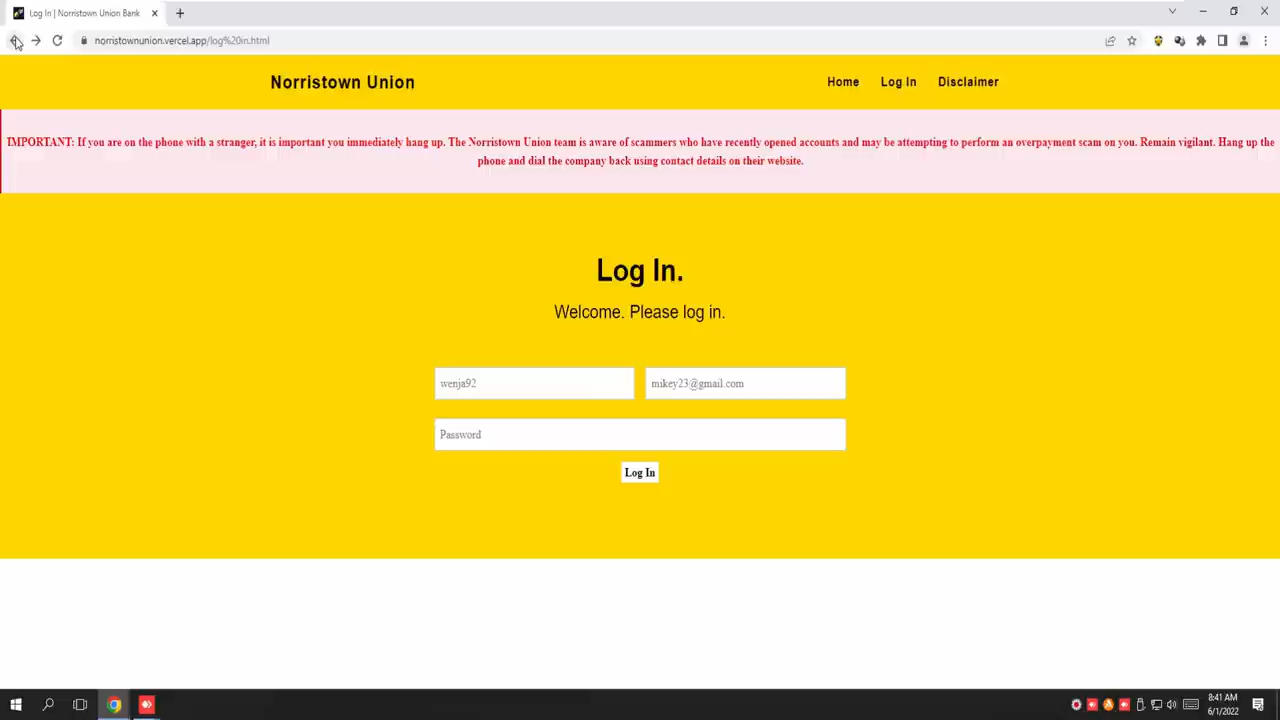 Log In | Norristown Union Bank
norristownunion.vercel.app/log%20in.html
Norristown Union
Home Log In Disclaimer
IMPORTANT: If you are on the phone with a stranger, it is important you immediately hang up. The Norristown Union team is aware of scammers who have recently opened accounts and may be attempting to perform an overpayment scam on you. Remain vigilant. Hang up the
phone and dial the company back using contact details on their website.
Log In.
Welcome. Please log in.
wenja92 mikey23@gmail.com
Password
Log In
8:41 AM
6/1/2022